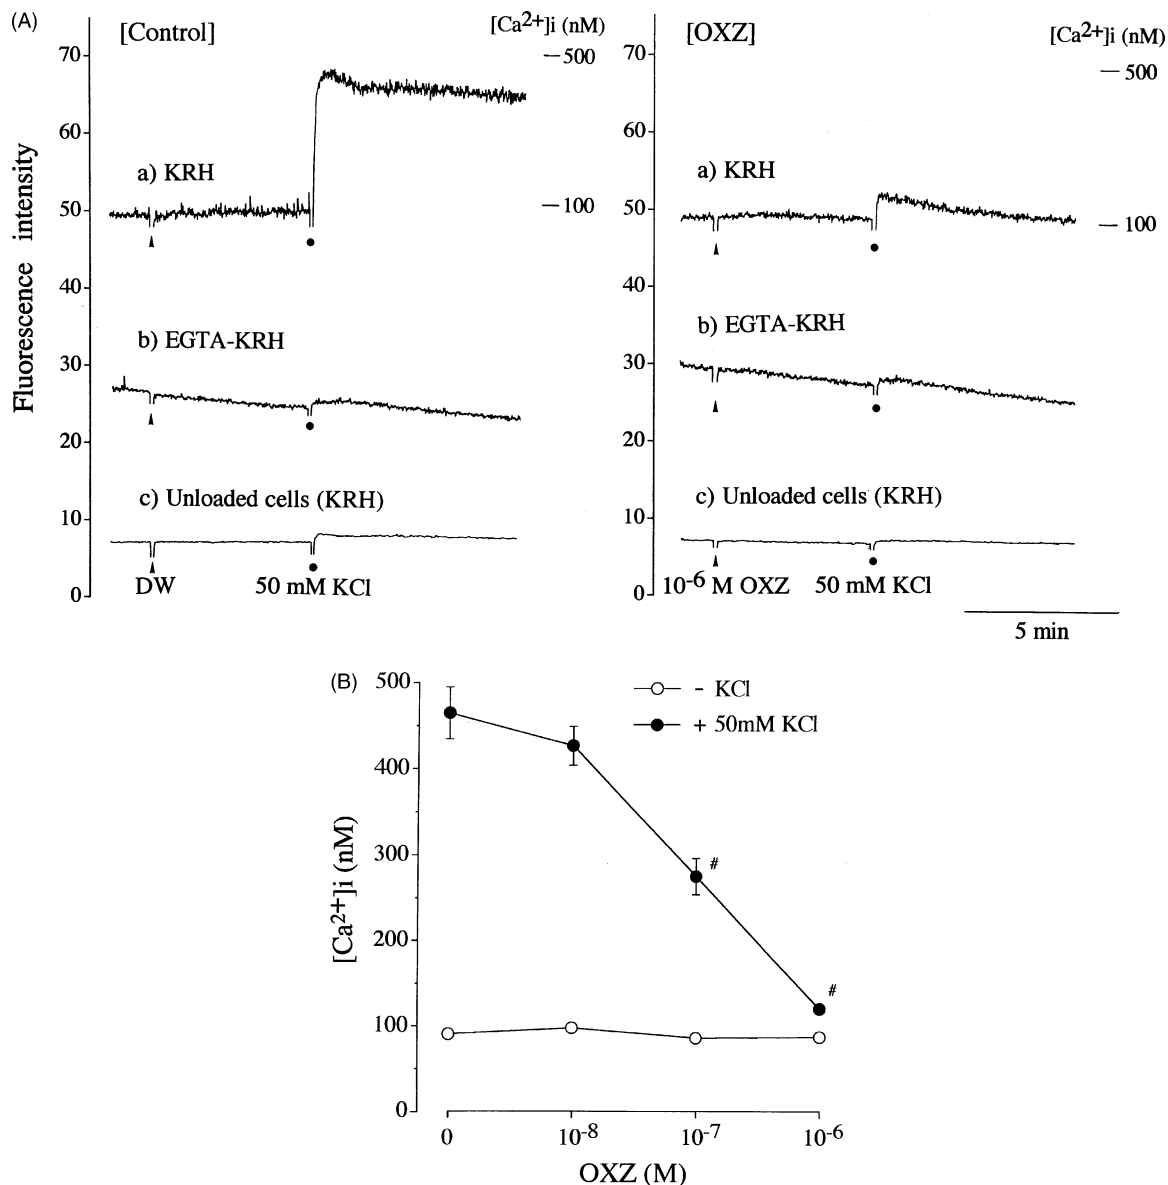 (A)
[Control]
[Ca2+]i (nM)
[OXZ]
[Ca2+]i (nM)
Fluorescence intensity
70
60
50
40
30
20
10
0
500
100
a) KRH
b) EGTA-KRH
c) Unloaded cells (KRH)
DW
50 mM KCl
70
60
50
40
30
20
10
0
500
100
a) KRH
b) EGTA-KRH
c) Unloaded cells (KRH)
10-6 M OXZ
50 mM KCl
5 min
(B)
- KCl
+ 50mM KCl
[Ca2+]i (nM)
500
400
300
200
100
0
#
#
0
10-8
10-7
10-6
OXZ (M)